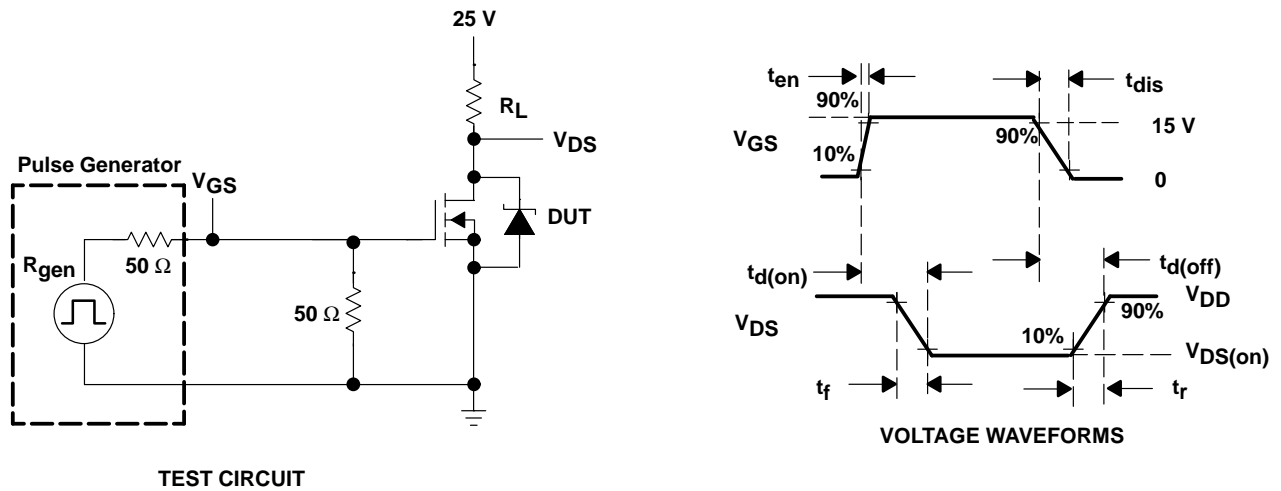 25 V
RL
VDS
Pulse Generator
VGS
DUT
Rgen
50 Ω
50 Ω
TEST CIRCUIT
ten
tdis
90%
VGS
90%
15 V
10%
0
td(on)
td(off)
VDD
VDS
90%
10%
VDS(on)
tf
tr
VOLTAGE WAVEFORMS